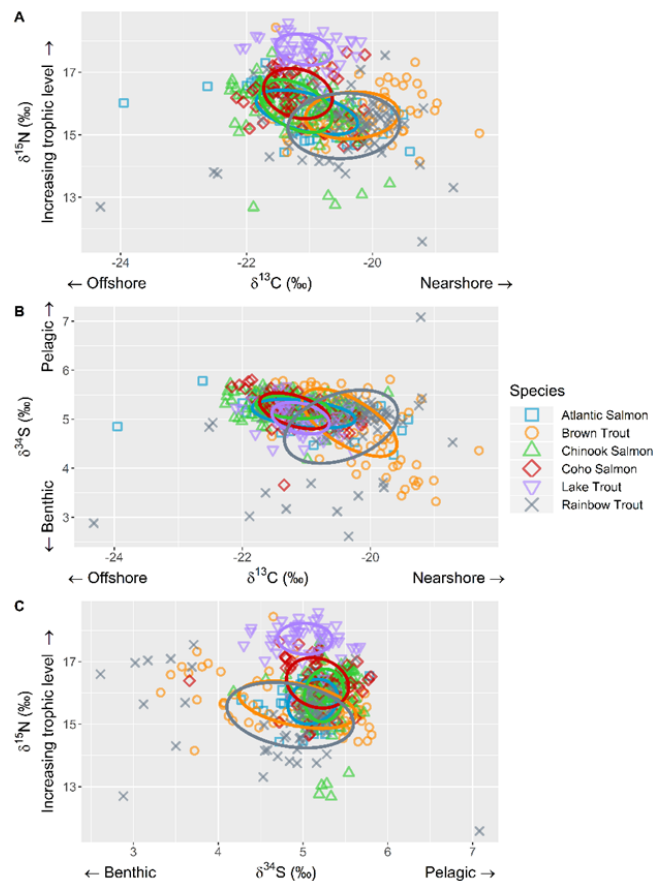 A
δ15N (‰)
Increasing trophic level →
17
15
13
-24
-22
-20
← Offshore
δ13C (‰)
Nearshore →
B
δ34S (‰)
← Benthic
Pelagic →
7
6
5
4
3
-24
-22
-20
← Offshore
δ13C (‰)
Nearshore →
Species
Atlantic Salmon
Brown Trout
Chinook Salmon
Coho Salmon
Lake Trout
Rainbow Trout
C
δ15N (‰)
Increasing trophic level →
17
15
13
3
4
5
6
7
← Benthic
δ34S (‰)
Pelagic →